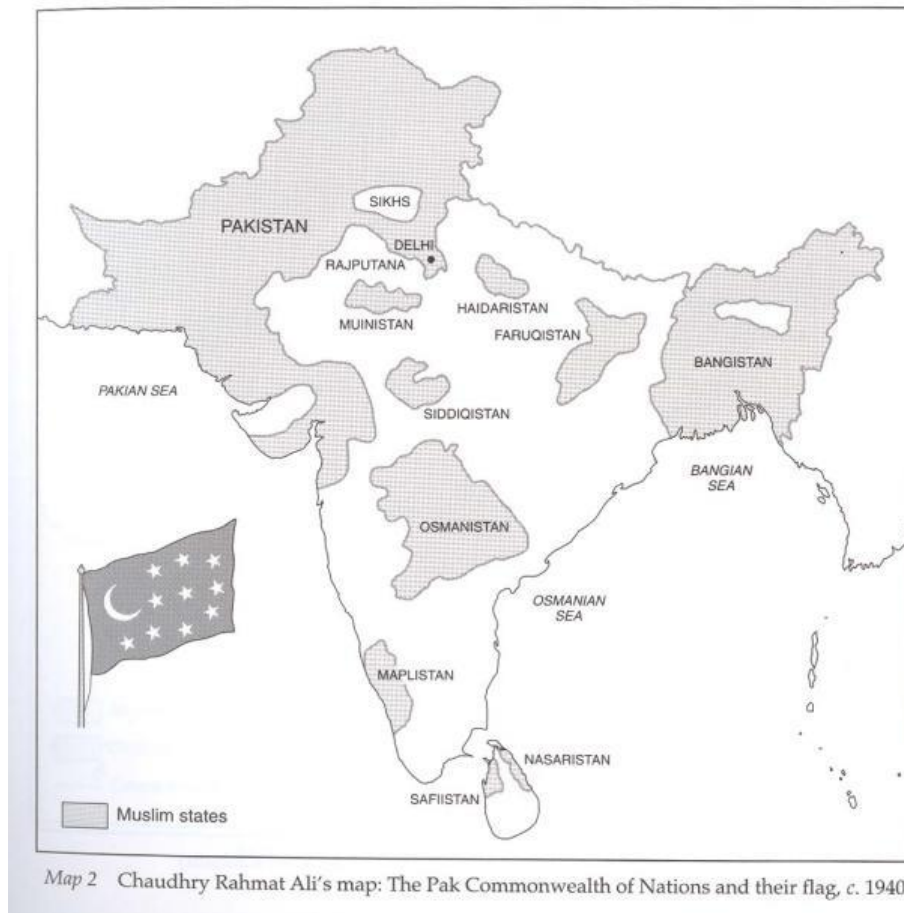 SIKHS
PAKISTAN
DELHI
RAJPUTANA
MUINISTAN
HAIDARISTAN
FARUQISTAN
BANGISTAN
PAKIAN SEA
SIDDIQISTAN
BANGIAN
SEA
OSMANISTAN
OSMANIAN
SEA
MAPLISTAN
NASARISTAN
SAFIISTAN
Muslim states
Map 2 Chaudhry Rahmat Ali's map: The Pak Commonwealth of Nations and their flag, c. 1940